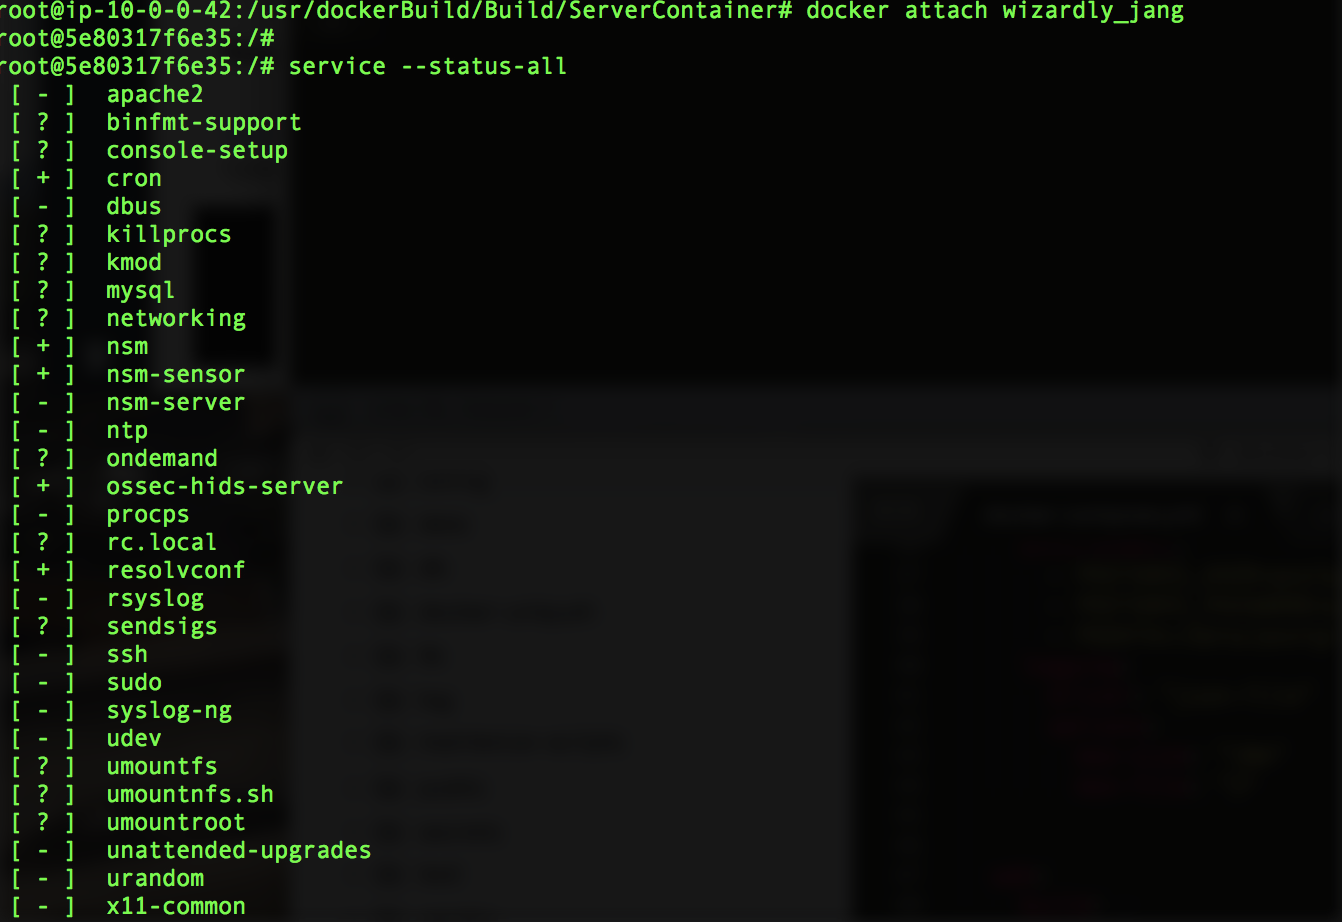 root@ip-10-0-0-42:/usr/dockerBuild/Build/ServerContainer# docker attach wizardly_jang
root@5e80317f6e35:/#
root@5e80317f6e35:/# service --status-all
[ - ] apache2
[ ? ] binfmt-support
[ ? ] console-setup
[ + ] cron
[ - ] dbus
[ ? ] killprocs
[ ? ] kmod
[ ? ] mysql
[ ? ] networking
[ + ] nsm
[ + ] nsm-sensor
[ - ] nsm-server
[ - ] ntp
[ ? ] ondemand
[ + ] ossec-hids-server
[ - ] procps
[ ? ] rc.local
[ + ] resolvconf
[ - ] rsyslog
[ ? ] sendsigs
[ - ] ssh
[ - ] sudo
[ - ] syslog-ng
[ - ] udev
[ ? ] umountfs
[ ? ] umountnfs.sh
[ ? ] umountroot
[ - ] unattended-upgrades
[ - ] urandom
[ - ] x11-common